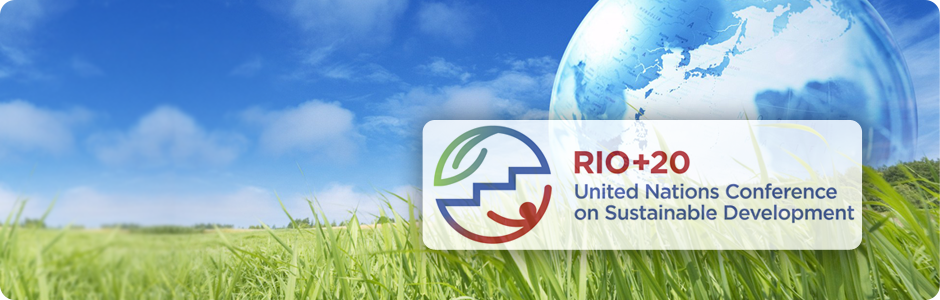 RIO+20
United Nations Conference
on Sustainable Development